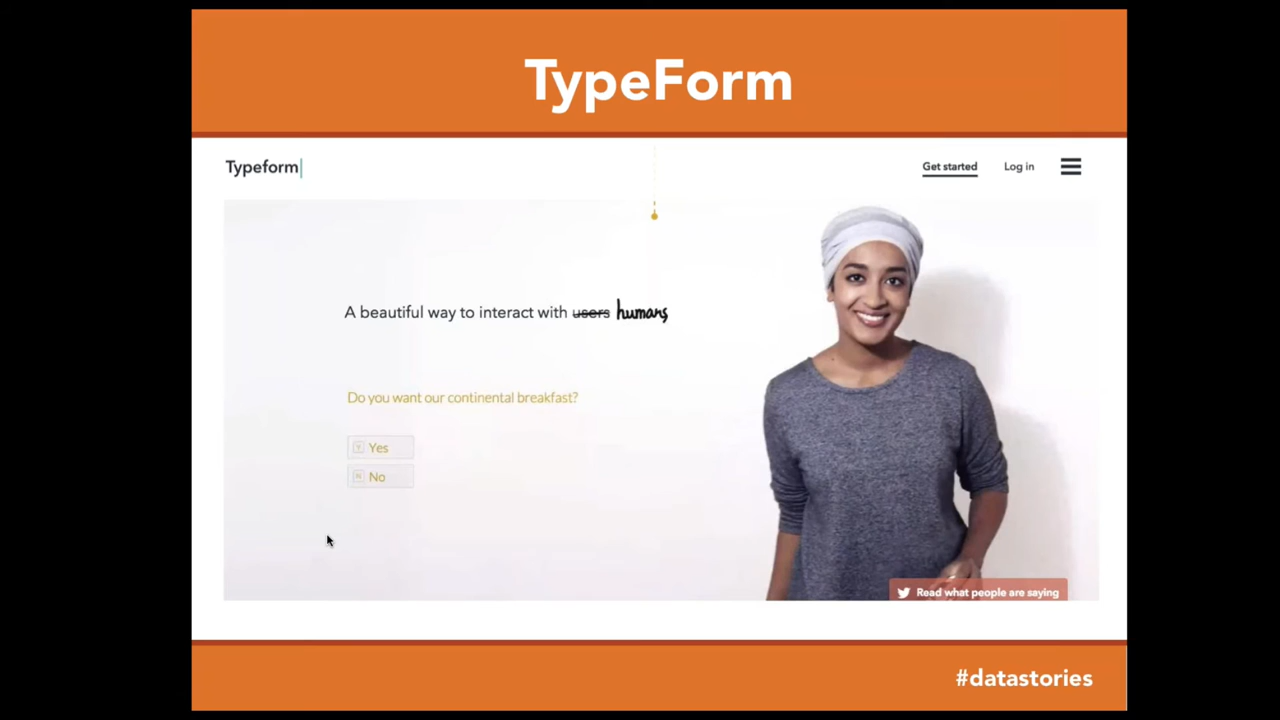 TypeForm
Typeform
Get started Log in
A beautiful way to interact with users humans
Do you want our continental breakfast?
Y Yes
N No
Read what people are saying
#datastories